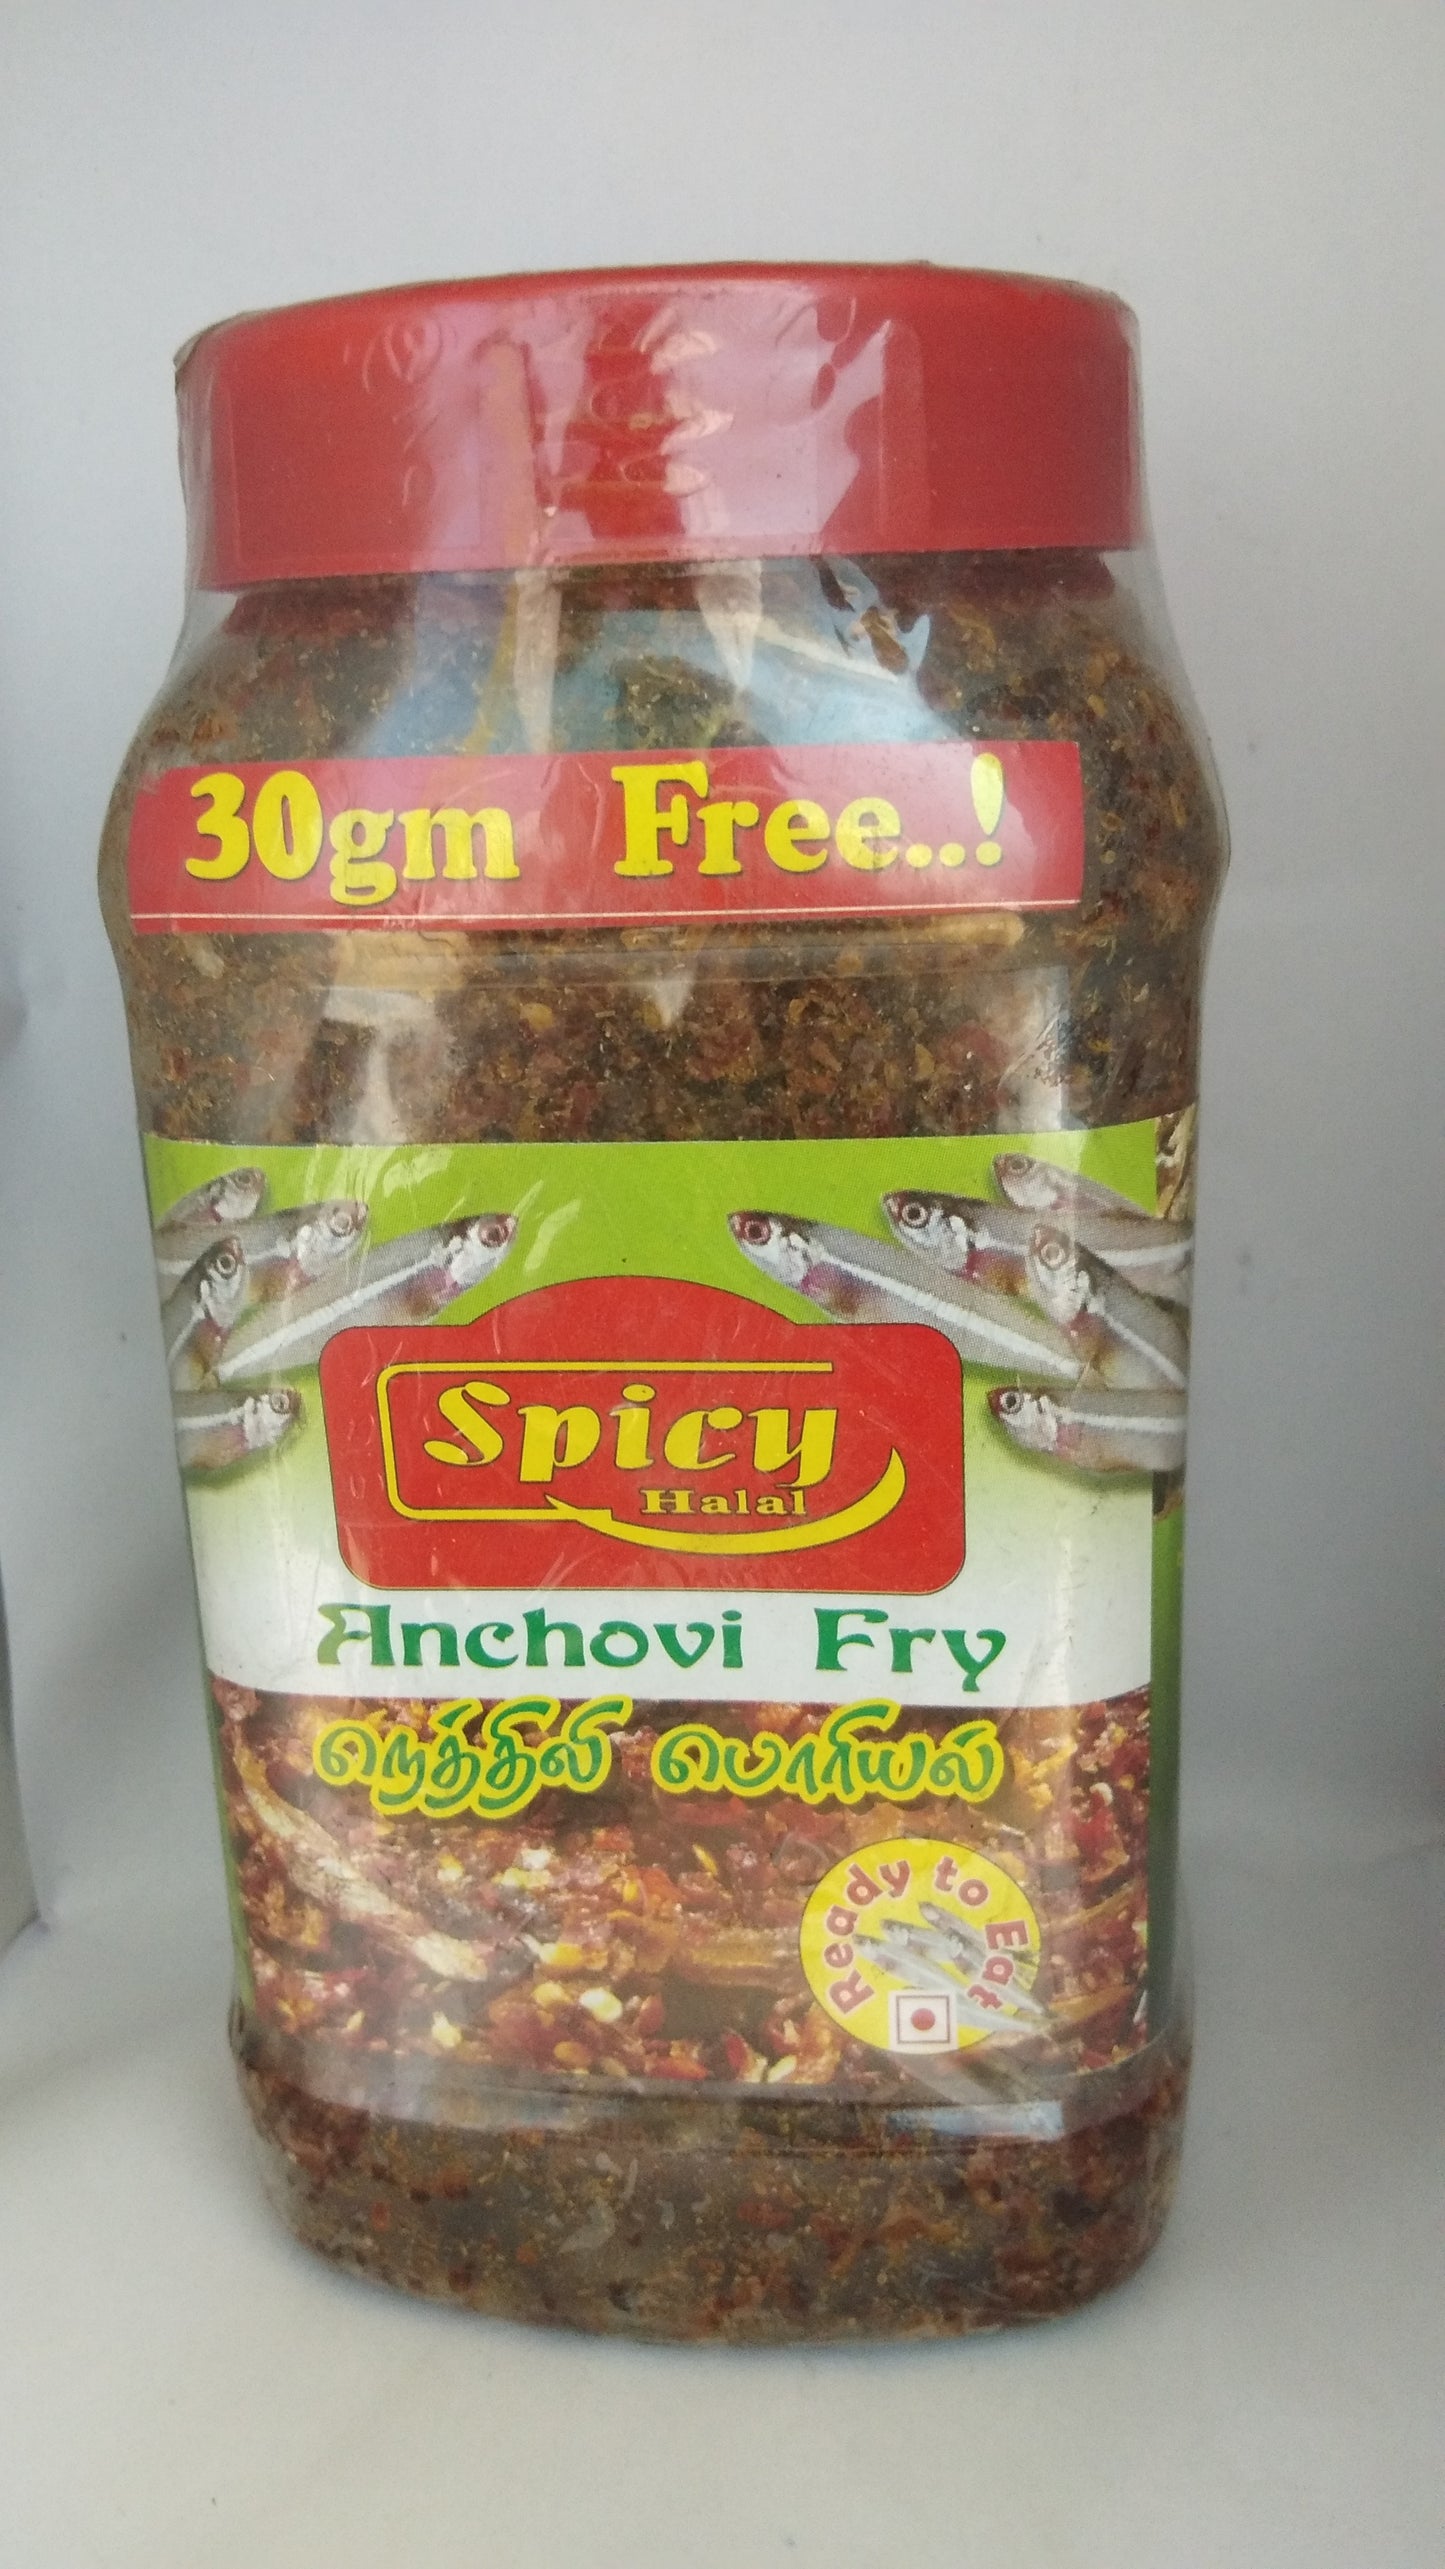 30gm Free..!
Spicy
Halal
Anchovi Fry
நெத்திலி பொரியல்
Ready to Eat